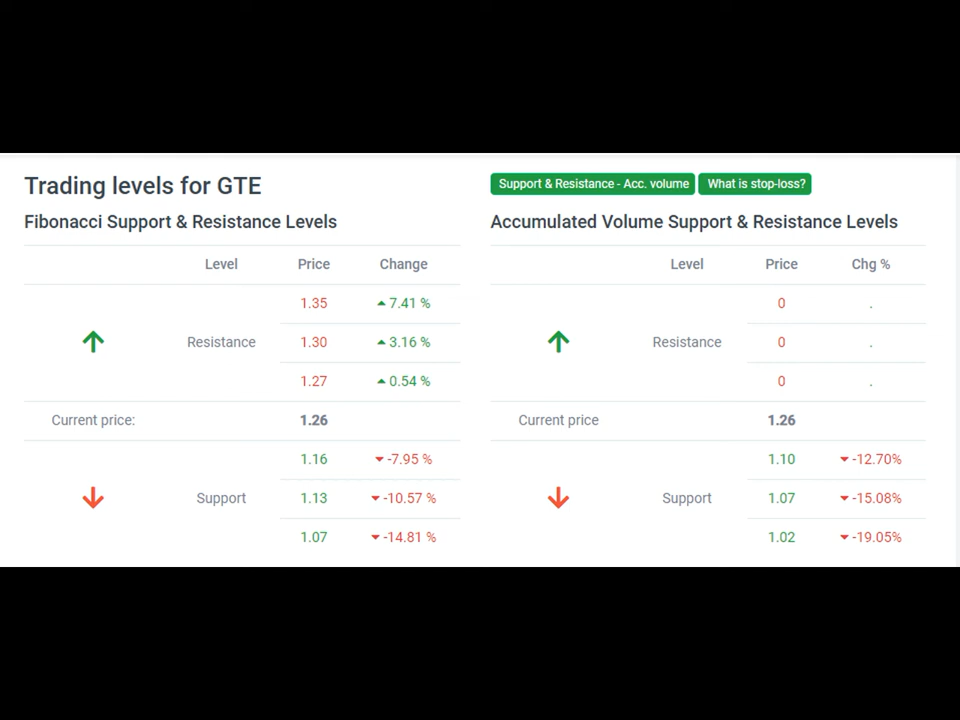 Trading levels for GTE
Fibonacci Support & Resistance Levels
Level Price Change
1.35 7.41 %
Resistance 1.30 3.16 %
1.27 0.54 %
Current price: 1.26
1.16 -7.95 %
Support 1.13 -10.57 %
1.07 -14.81 %
Support & Resistance - Acc. volume What is stop-loss?
Accumulated Volume Support & Resistance Levels
Level Price Chg %
0 .
Resistance 0 .
0 .
Current price 1.26
1.10 -12.70%
Support 1.07 -15.08%
1.02 -19.05%